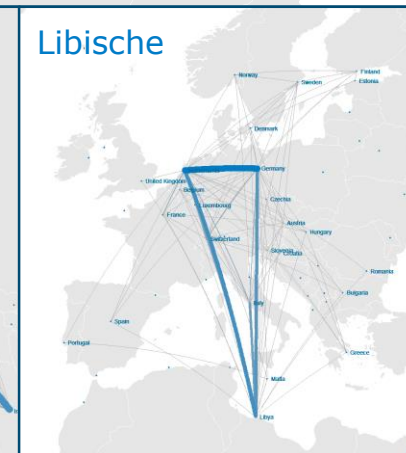 Libische
Norway
Finland
Sweden
Estonia
Denmark
Germany
United Kingdom
Belgium
Czechia
Luxembourg
France
Austria
Hungary
Switzerland
Slovenia
Croatia
Romania
Bulgaria
Italy
Spain
Portugal
Greece
Malta
Libya